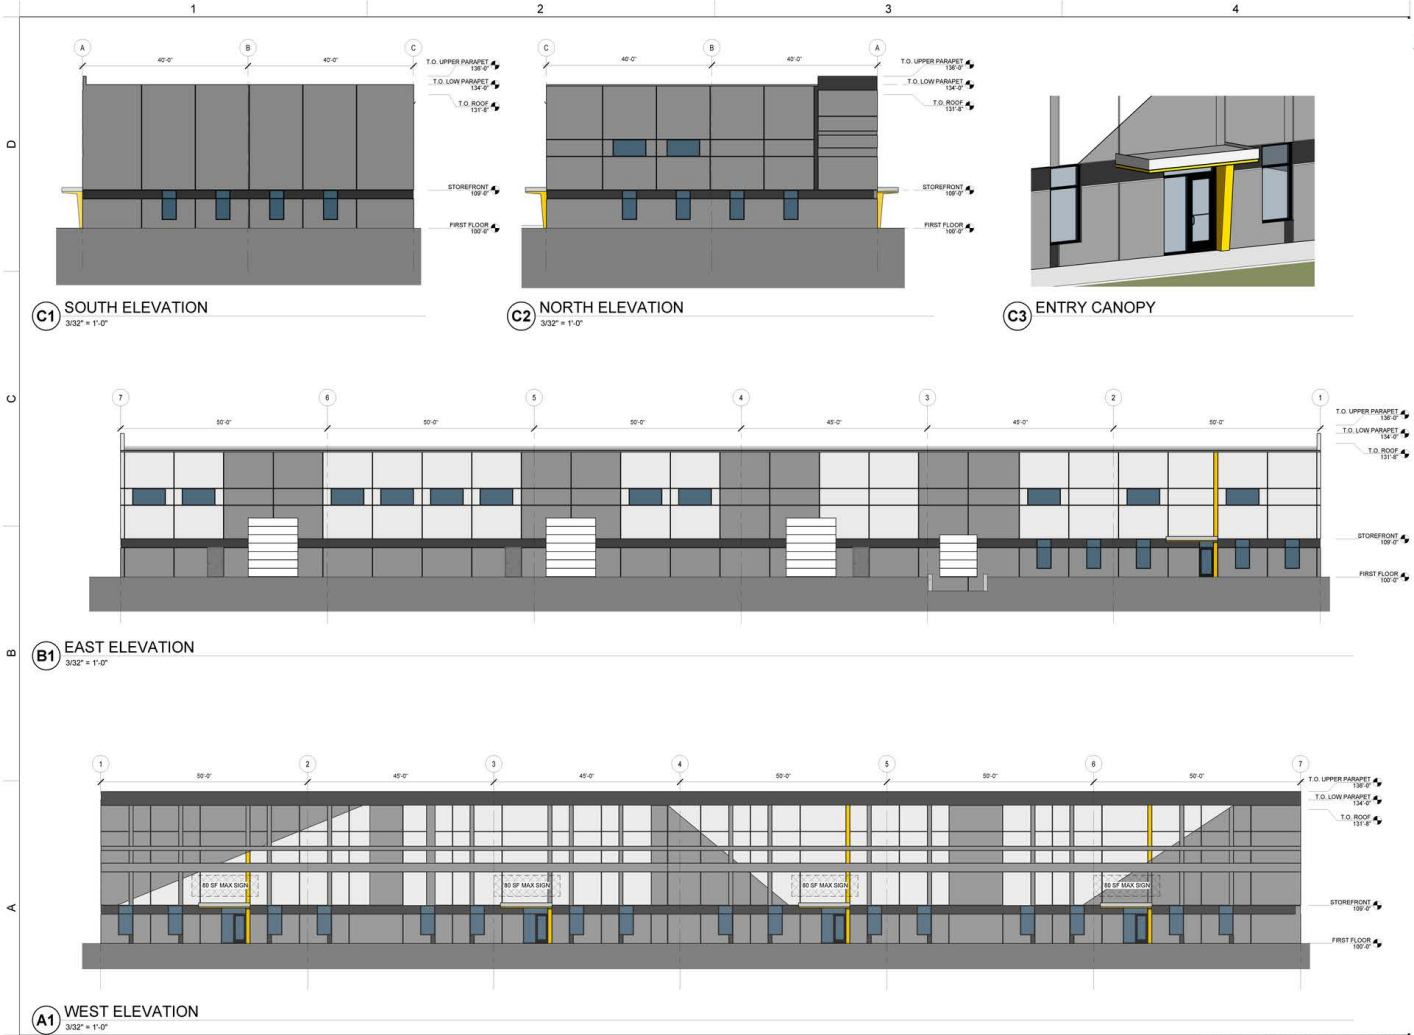 1 2 3 4
D
A B C
40'-0" 40'-0"
T.O. UPPER PARAPET
136'-0"
T.O. LOW PARAPET
134'-0"
T.O. ROOF
131'-8"
STOREFRONT
109'-0"
FIRST FLOOR
100'-0"
C1 SOUTH ELEVATION
3/32" = 1'-0"
C B A
40'-0" 40'-0"
T.O. UPPER PARAPET
136'-0"
T.O. LOW PARAPET
134'-0"
T.O. ROOF
131'-8"
STOREFRONT
109'-0"
FIRST FLOOR
100'-0"
C2 NORTH ELEVATION
3/32" = 1'-0"
C3 ENTRY CANOPY
C
7 6 5 4 3 2 1
50'-0" 50'-0" 50'-0" 45'-0" 45'-0" 50'-0"
T.O. UPPER PARAPET
136'-0"
T.O. LOW PARAPET
134'-0"
T.O. ROOF
131'-8"
STOREFRONT
109'-0"
FIRST FLOOR
100'-0"
B
B1 EAST ELEVATION
3/32" = 1'-0"
1 2 3 4 5 6 7
50'-0" 45'-0" 45'-0" 50'-0" 50'-0" 50'-0"
T.O. UPPER PARAPET
136'-0"
T.O. LOW PARAPET
134'-0"
T.O. ROOF
131'-8"
80 SF MAX SIGN 80 SF MAX SIGN 80 SF MAX SIGN 80 SF MAX SIGN
A
STOREFRONT
109'-0"
FIRST FLOOR
100'-0"
A1 WEST ELEVATION
3/32" = 1'-0"